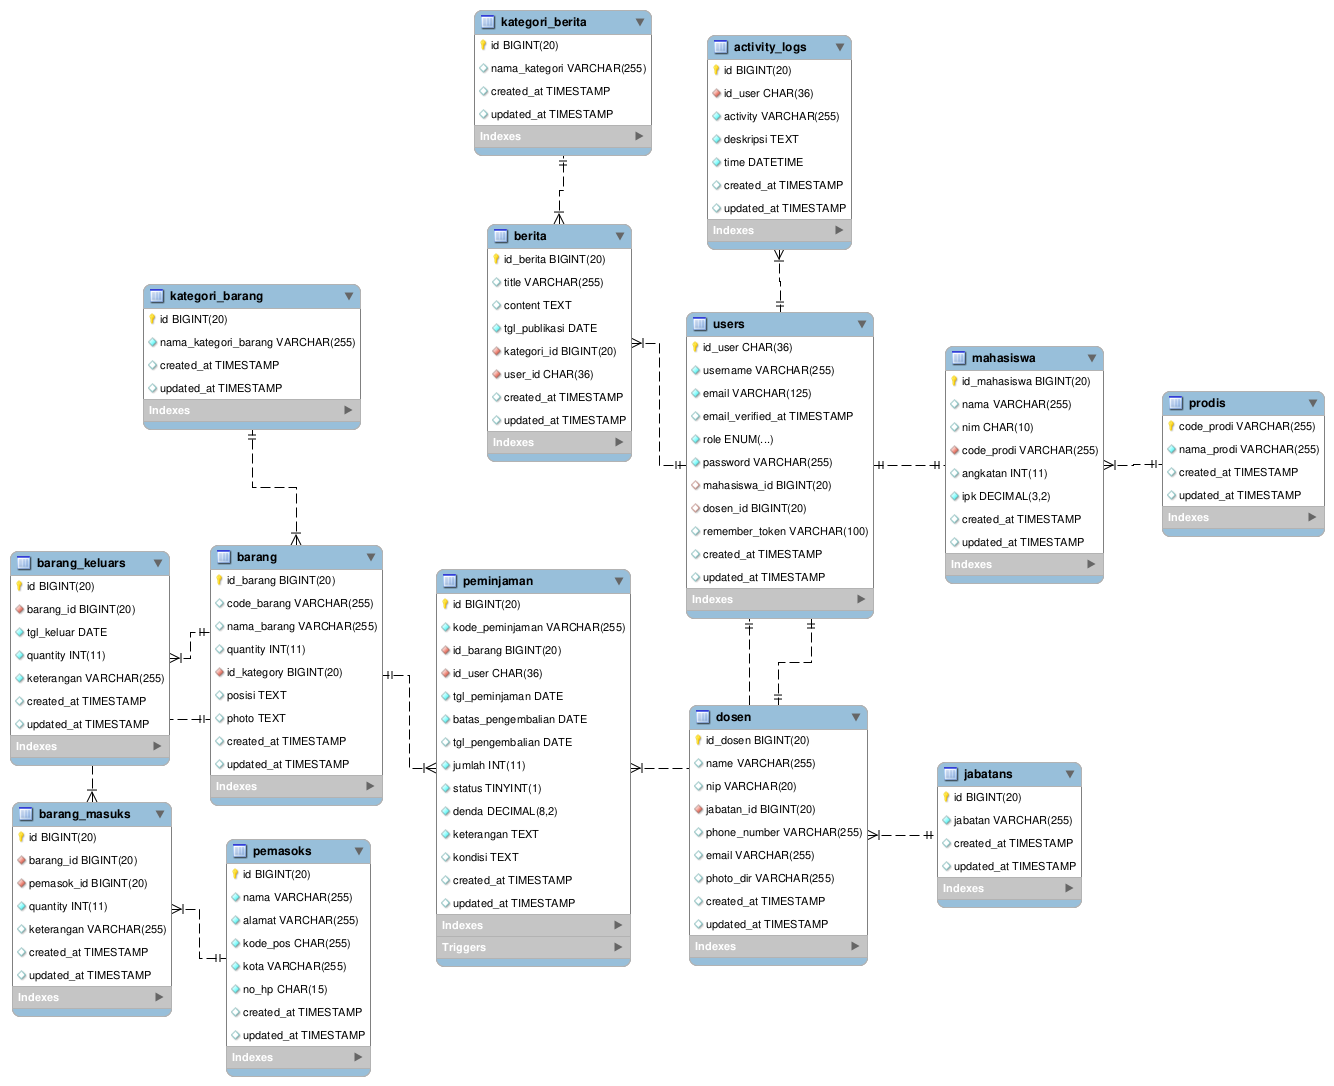 kategori_berita
id BIGINT(20)
nama_kategori VARCHAR(255)
created_at TIMESTAMP
updated_at TIMESTAMP
Indexes
activity_logs
id BIGINT(20)
id_user CHAR(36)
activity VARCHAR(255)
deskripsi TEXT
time DATETIME
created_at TIMESTAMP
updated_at TIMESTAMP
Indexes
berita
id_berita BIGINT(20)
title VARCHAR(255)
content TEXT
tgl_publikasi DATE
kategori_id BIGINT(20)
user_id CHAR(36)
created_at TIMESTAMP
updated_at TIMESTAMP
Indexes
kategori_barang
id BIGINT(20)
nama_kategori_barang VARCHAR(255)
created_at TIMESTAMP
updated_at TIMESTAMP
Indexes
users
id_user CHAR(36)
username VARCHAR(255)
email VARCHAR(125)
email_verified_at TIMESTAMP
role ENUM(...)
password VARCHAR(255)
mahasiswa_id BIGINT(20)
dosen_id BIGINT(20)
remember_token VARCHAR(100)
created_at TIMESTAMP
updated_at TIMESTAMP
Indexes
mahasiswa
id_mahasiswa BIGINT(20)
nama VARCHAR(255)
nim CHAR(10)
code_prodi VARCHAR(255)
angkatan INT(11)
ipk DECIMAL(3,2)
created_at TIMESTAMP
updated_at TIMESTAMP
Indexes
prodis
code_prodi VARCHAR(255)
nama_prodi VARCHAR(255)
created_at TIMESTAMP
updated_at TIMESTAMP
Indexes
barang_keluars
id BIGINT(20)
barang_id BIGINT(20)
tgl_keluar DATE
quantity INT(11)
keterangan VARCHAR(255)
created_at TIMESTAMP
updated_at TIMESTAMP
Indexes
barang
id_barang BIGINT(20)
code_barang VARCHAR(255)
nama_barang VARCHAR(255)
quantity INT(11)
id_kategory BIGINT(20)
posisi TEXT
photo TEXT
created_at TIMESTAMP
updated_at TIMESTAMP
Indexes
peminjaman
id BIGINT(20)
kode_peminjaman VARCHAR(255)
id_barang BIGINT(20)
id_user CHAR(36)
tgl_peminjaman DATE
batas_pengembalian DATE
tgl_pengembalian DATE
jumlah INT(11)
status TINYINT(1)
denda DECIMAL(8,2)
keterangan TEXT
kondisi TEXT
created_at TIMESTAMP
updated_at TIMESTAMP
Indexes
Triggers
dosen
id_dosen BIGINT(20)
name VARCHAR(255)
nip VARCHAR(20)
jabatan_id BIGINT(20)
phone_number VARCHAR(255)
email VARCHAR(255)
photo_dir VARCHAR(255)
created_at TIMESTAMP
updated_at TIMESTAMP
Indexes
jabatans
id BIGINT(20)
jabatan VARCHAR(255)
created_at TIMESTAMP
updated_at TIMESTAMP
Indexes
barang_masuks
id BIGINT(20)
barang_id BIGINT(20)
pemasok_id BIGINT(20)
quantity INT(11)
keterangan VARCHAR(255)
created_at TIMESTAMP
updated_at TIMESTAMP
Indexes
pemasoks
id BIGINT(20)
nama VARCHAR(255)
alamat VARCHAR(255)
kode_pos CHAR(255)
kota VARCHAR(255)
no_hp CHAR(15)
created_at TIMESTAMP
updated_at TIMESTAMP
Indexes